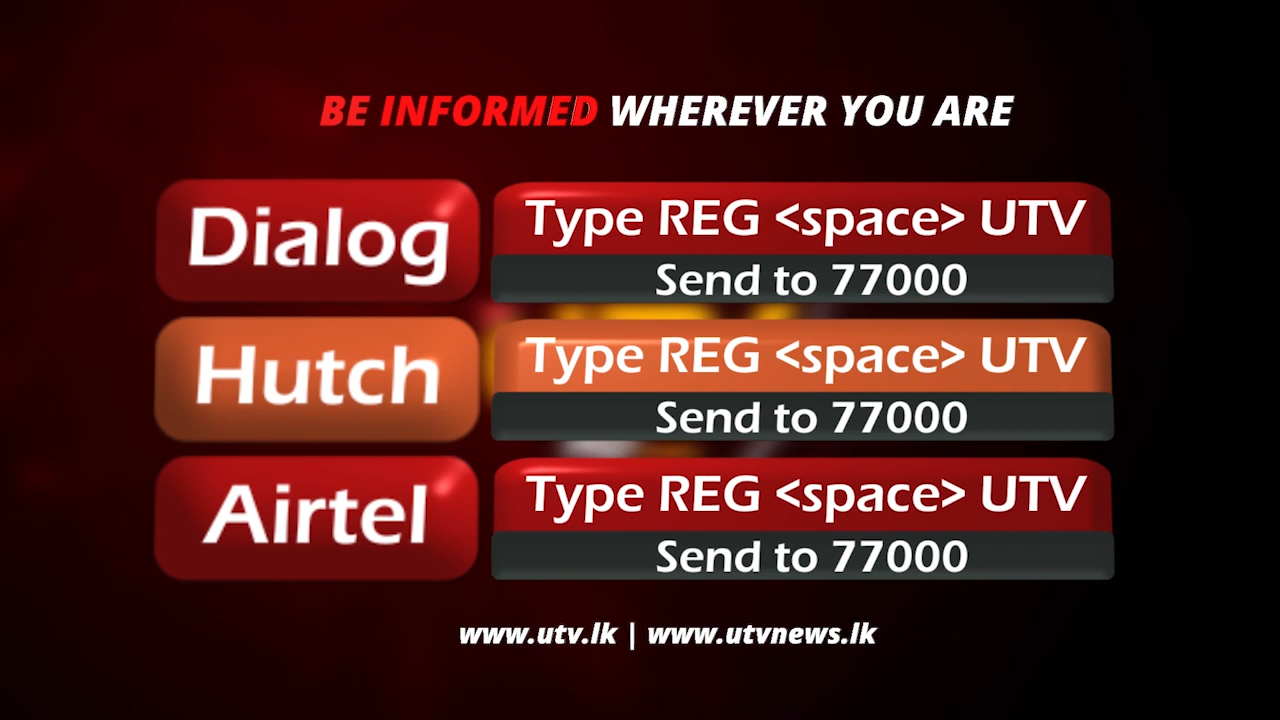 BE INFORMED WHEREVER YOU ARE
Dialog
Type REG <space> UTV
Send to 77000
Hutch
Type REG <space> UTV
Send to 77000
Airtel
Type REG <space> UTV
Send to 77000
www.utv.lk | www.utvnews.lk